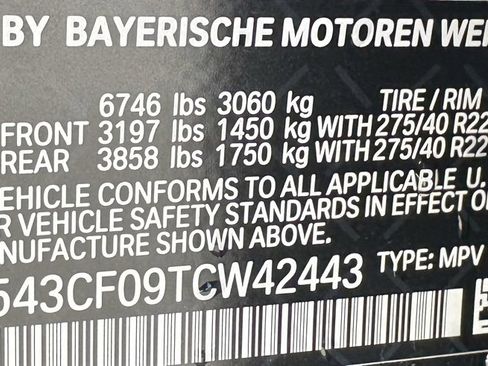 BY BAYERISCHE MOTOREN WE
6746 lbs 3060 kg TIRE / RIM
FRONT 3197 lbs 1450 kg WITH 275/40 R22
REAR 3858 lbs 1750 kg WITH 275/40 R22
VEHICLE CONFORMS TO ALL APPLICABLE U.
R VEHICLE SAFETY STANDARDS IN EFFECT O
NUFACTURE SHOWN ABOVE.
543CF09TCW42443 TYPE: MPV